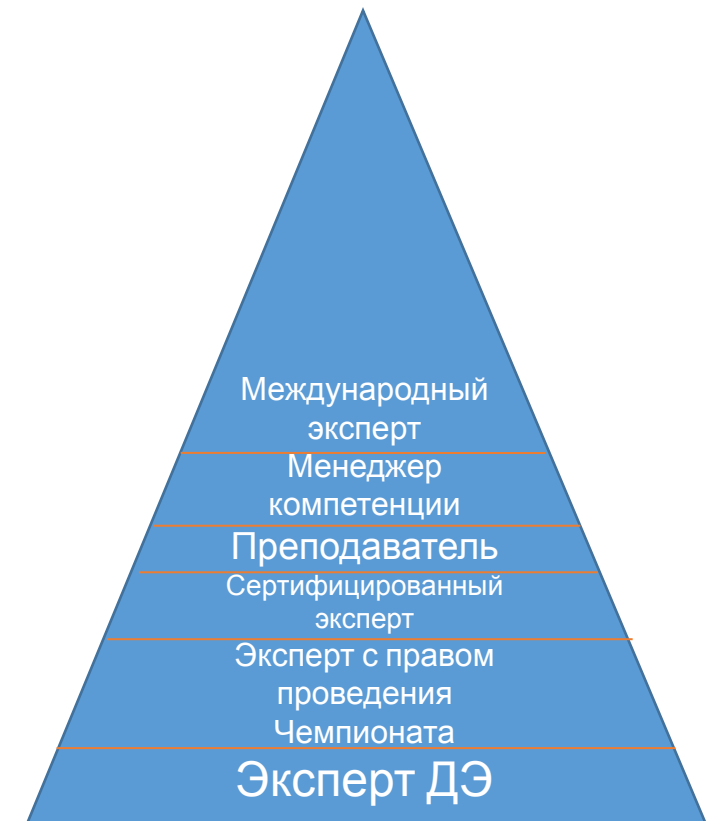 Международный
эксперт
Менеджер
компетенции
Преподаватель
Сертифицированный
эксперт
Эксперт с правом
проведения
Чемпионата
Эксперт ДЭ